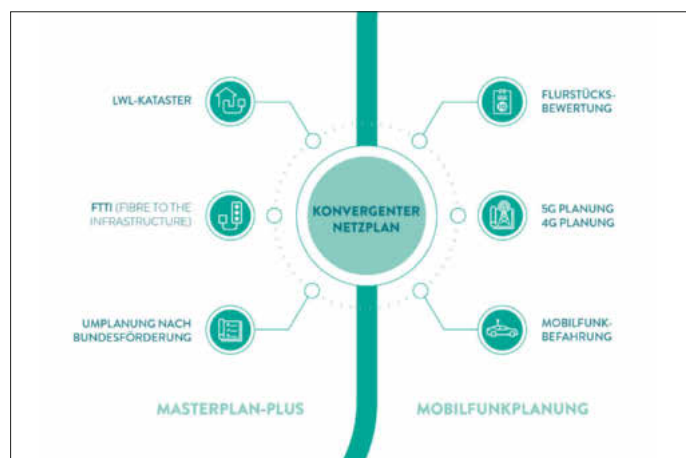 LWL-KATASTER
FTTI (FIBRE TO THE
INFRASTRUCTURE)
UMPLANUNG NACH
BUNDESFÖRDERUNG
KONVERGENTER
NETZPLAN
FLURSTÜCKS-
BEWERTUNG
5G PLANUNG
4G PLANUNG
MOBILFUNK-
BEFAHRUNG
MASTERPLAN-PLUS
MOBILFUNKPLANUNG